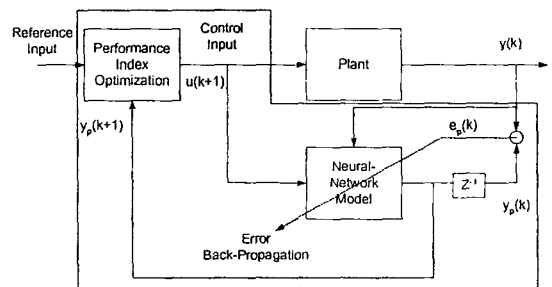 Reference
Input
Performance
Index
Optimization
Control
Input
u(k+1)
Plant
y(k)
y_p(k+1)
e_p(k)
Neural-
Network
Model
Z⁻¹
y_p(k)
Error
Back-Propagation